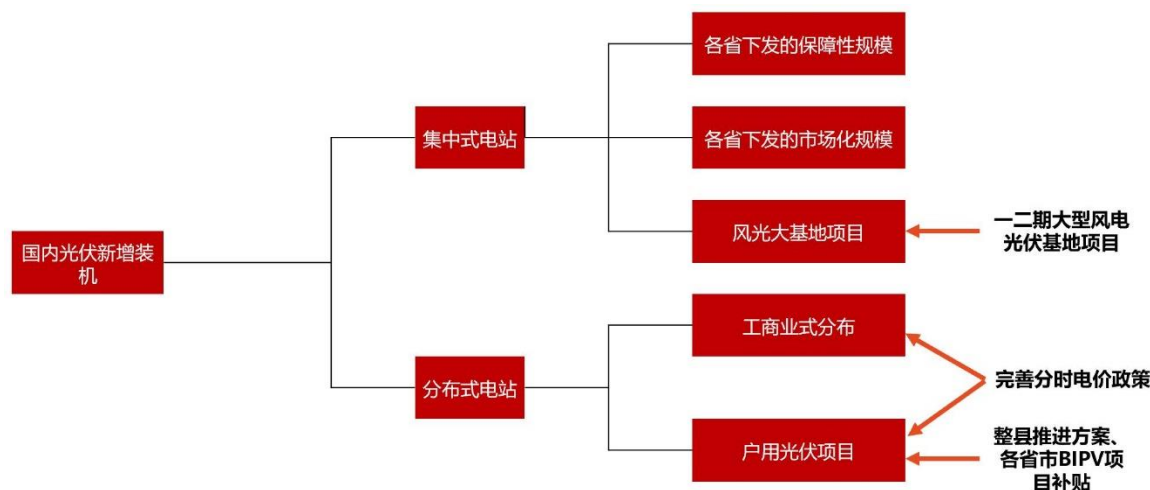 各省下发的保障性规模
集中式电站
各省下发的市场化规模
风光大基地项目
一二期大型风电
光伏基地项目
国内光伏新增装
机
工商业式分布
分布式电站
完善分时电价政策
户用光伏项目
整县推进方案、
各省市BIPV项
目补贴